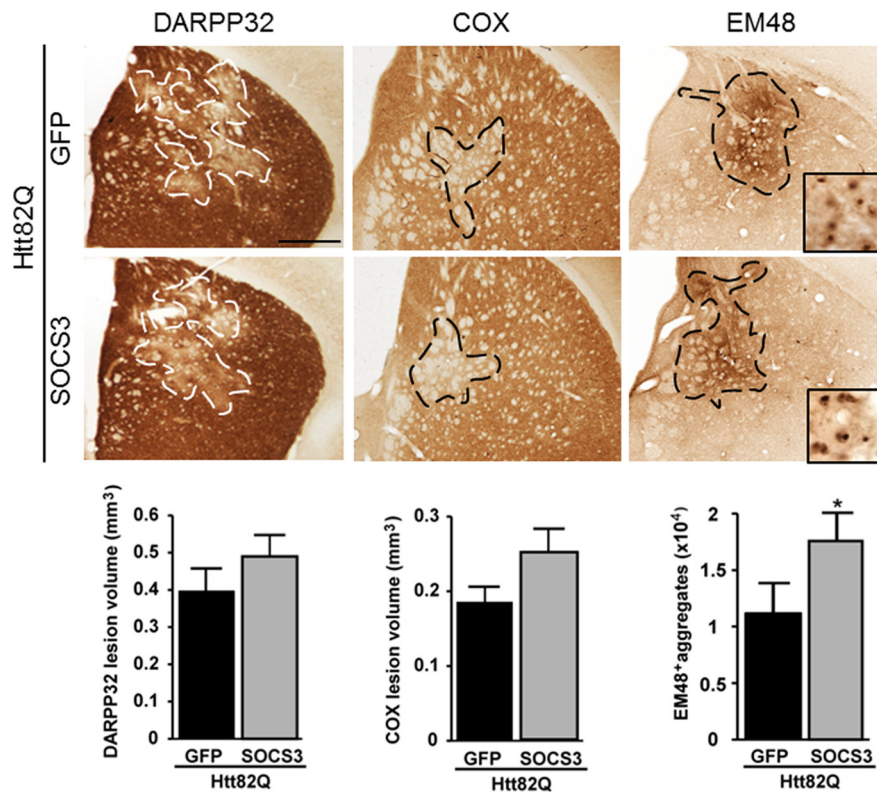 DARPP32 COX EM48
Htt82Q
GFP
SOCS3
DARPP32 lesion volume (mm³)
0.6
0.5
0.4
0.3
0.2
0.1
0
GFP SOCS3
Htt82Q
COX lesion volume (mm³)
0.3
0.2
0.1
0
GFP SOCS3
Htt82Q
EM48⁺aggregates (x10⁴)
2
1.5
1
0.5
0
*
GFP SOCS3
Htt82Q